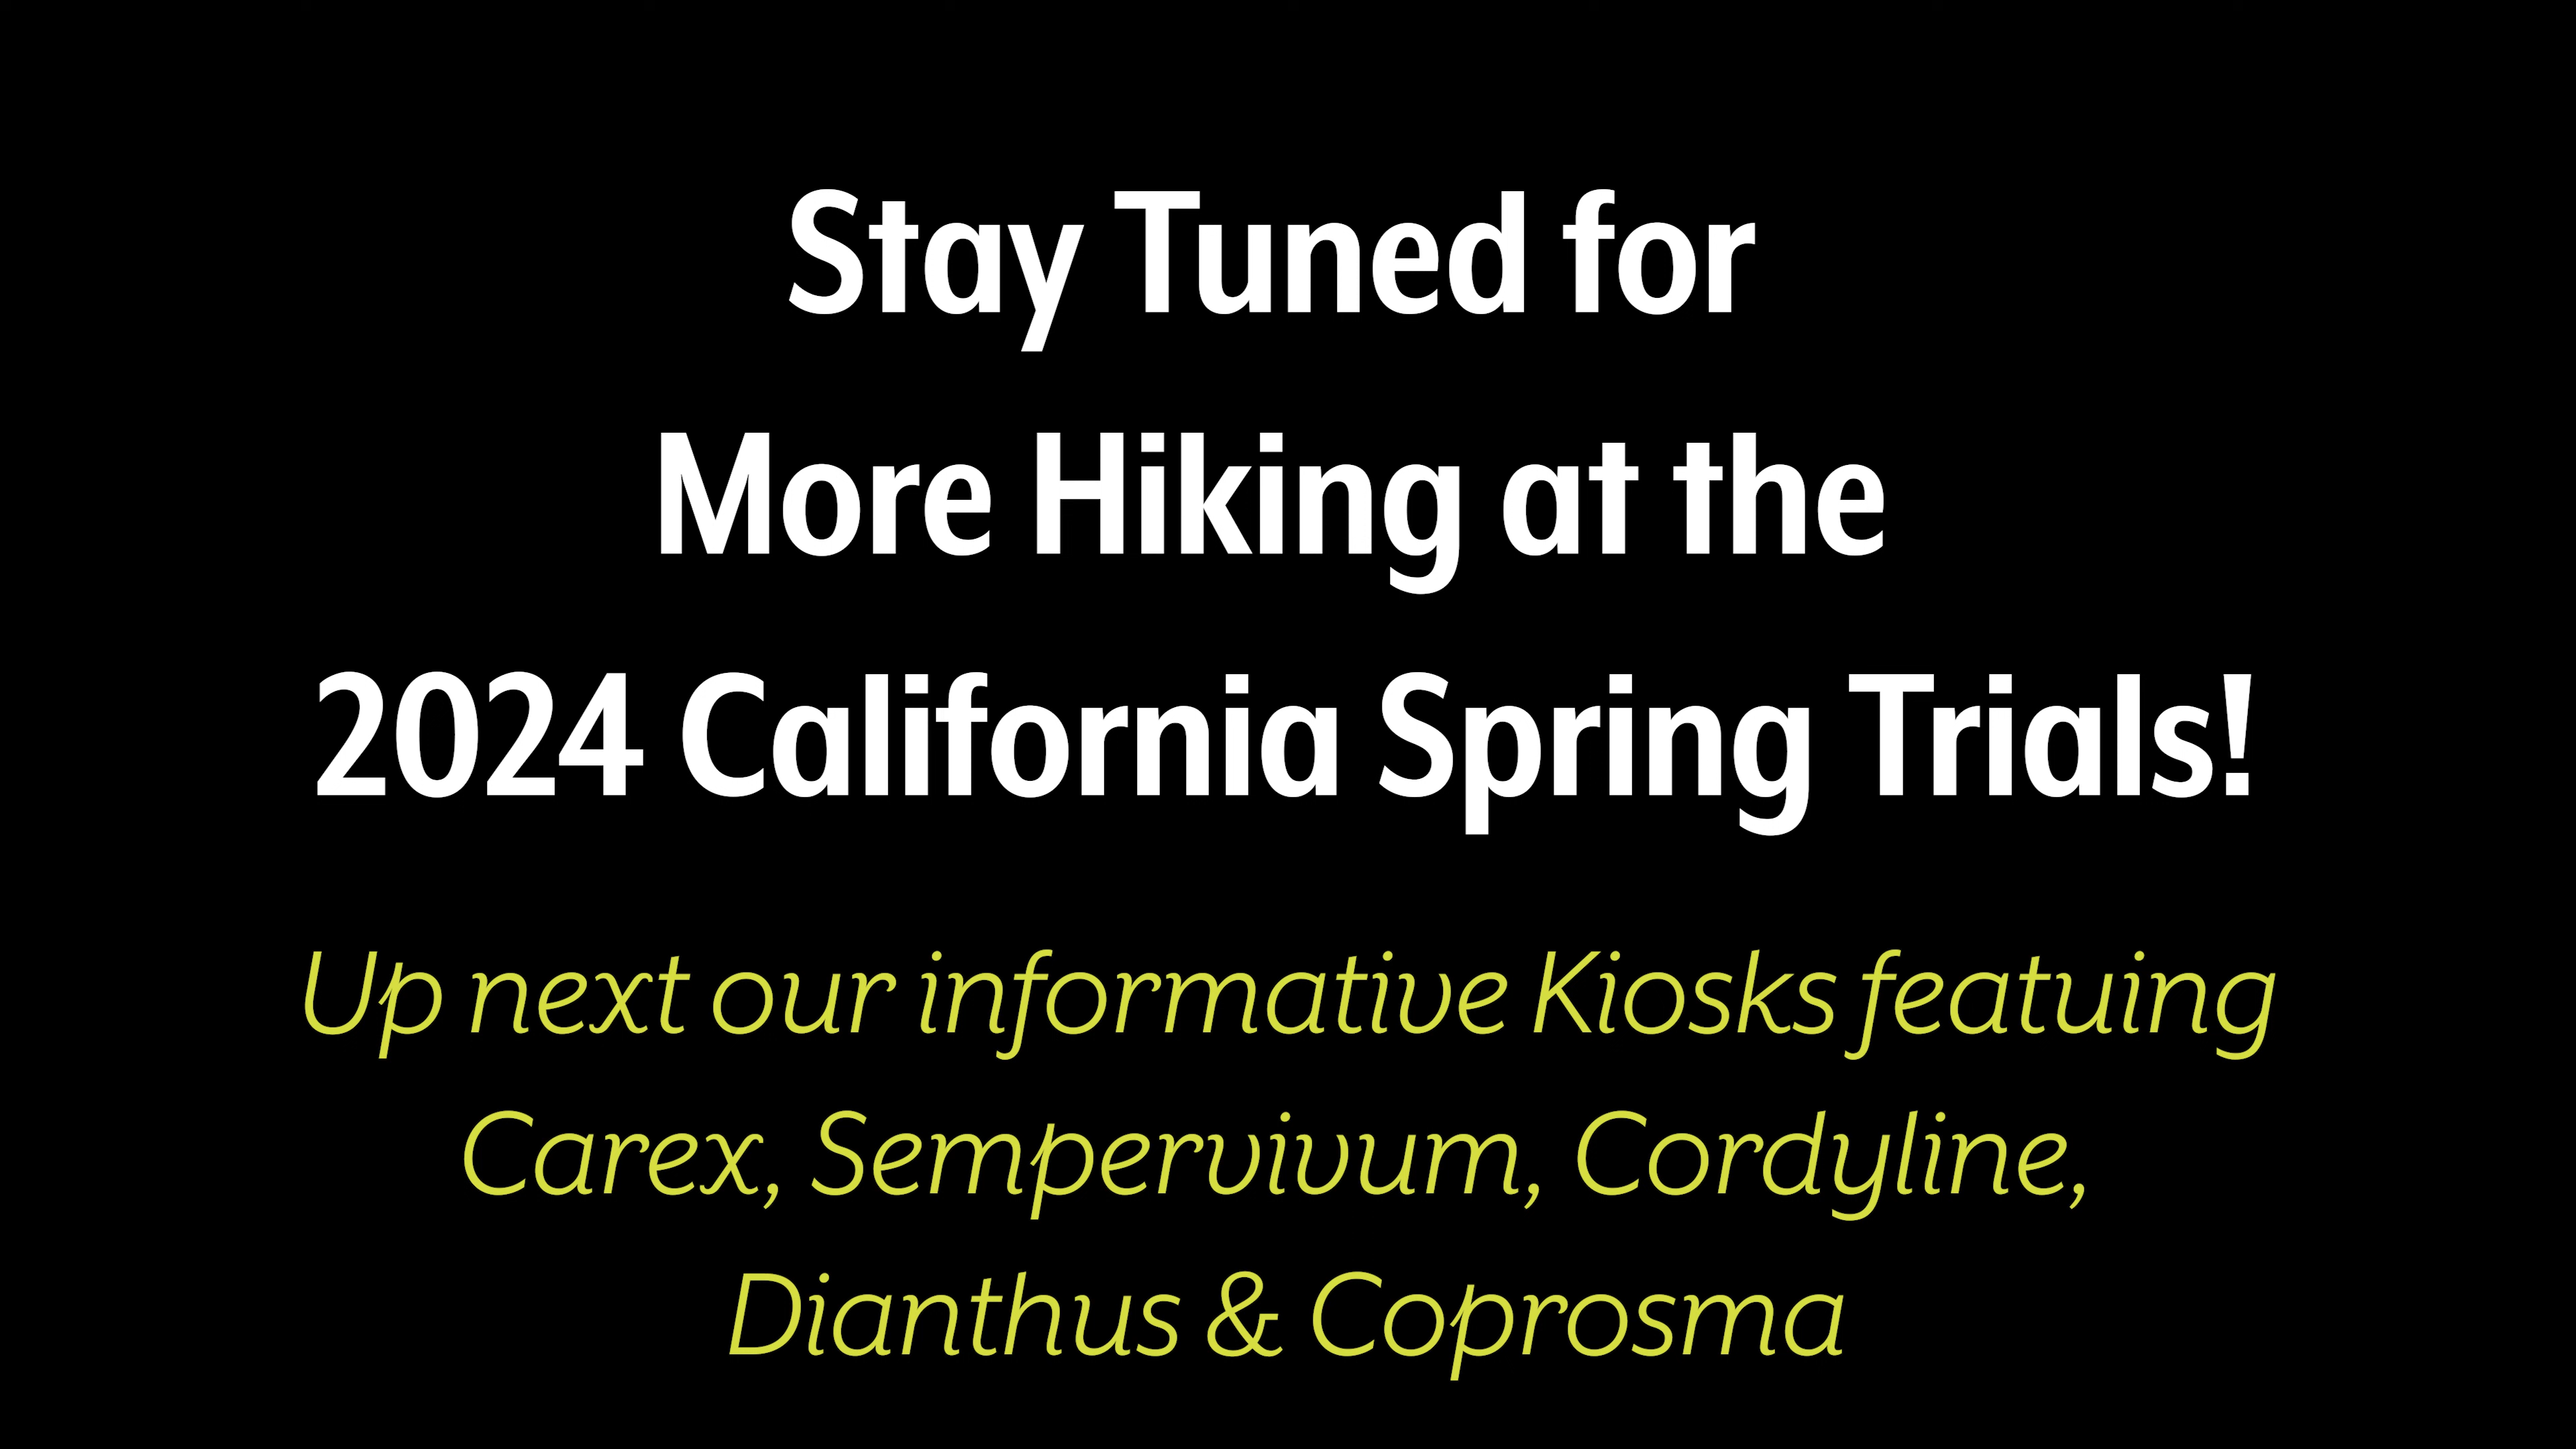 Stay Tuned for
More Hiking at the
2024 California Spring Trials!
Up next our informative Kiosks featuing
Carex, Sempervivum, Cordyline,
Dianthus & Coprosma